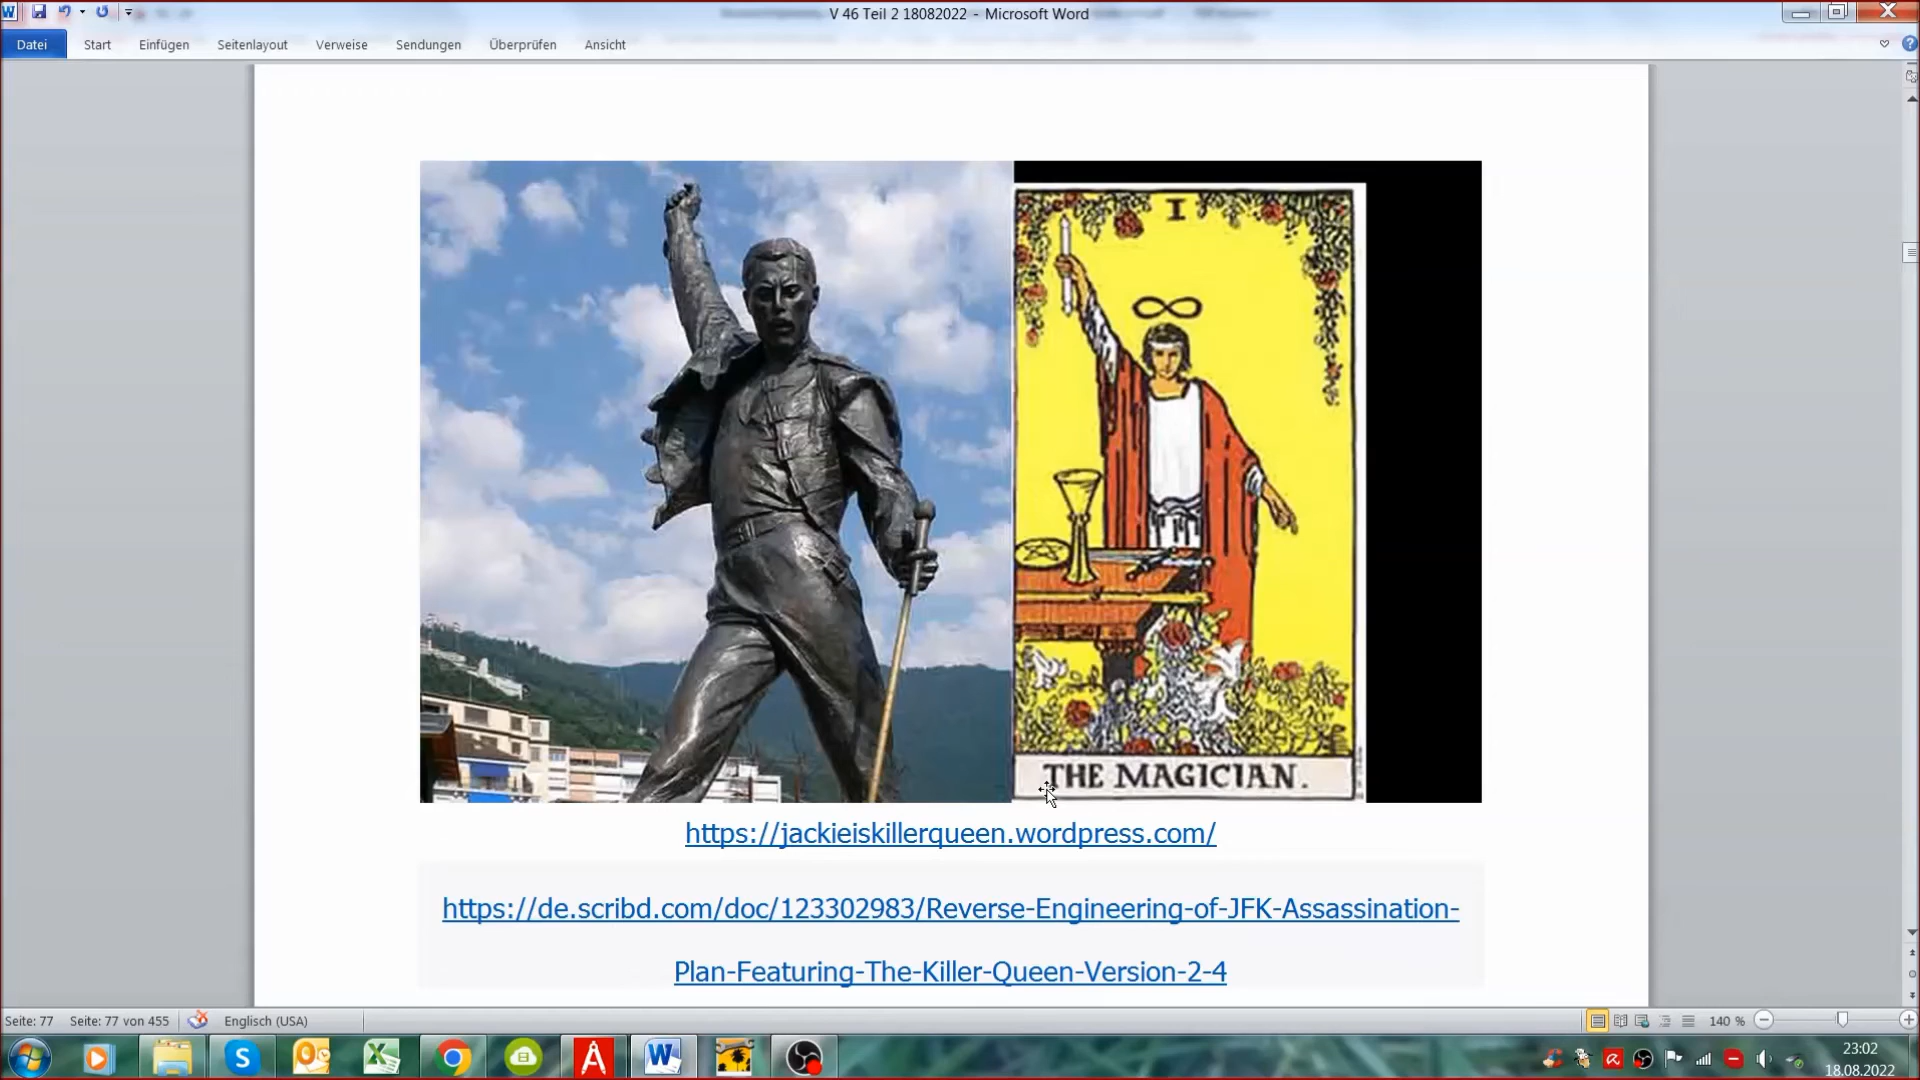 V 46 Teil 2 18082022 - Microsoft Word
Datei Start Einfügen Seitenlayout Verweise Sendungen Überprüfen Ansicht
I
THE MAGICIAN.
https://jackieiskillerqueen.wordpress.com/
https://de.scribd.com/doc/123302983/Reverse-Engineering-of-JFK-Assassination-
Plan-Featuring-The-Killer-Queen-Version-2-4
Seite: 77 Seite: 77 von 455 Englisch (USA) 140 %
23:02
18.08.2022